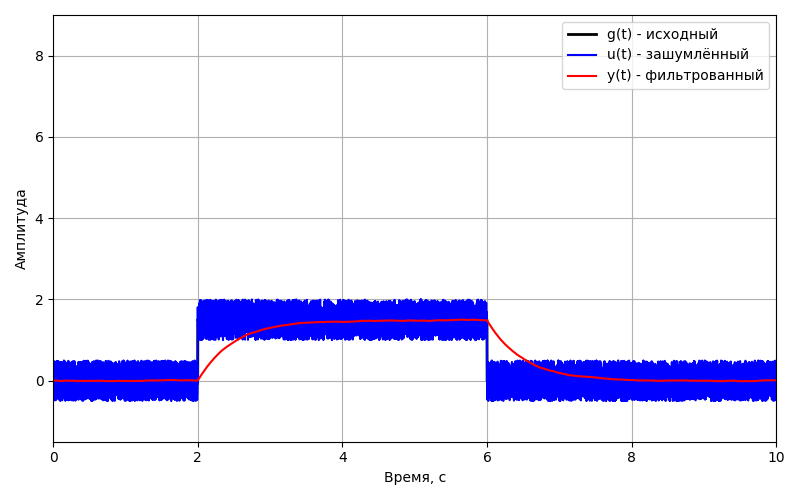 g(t) - исходный
u(t) - зашумлённый
y(t) - фильтрованный
8
6
4
2
0
Амплитуда
0 2 4 6 8 10
Время, с